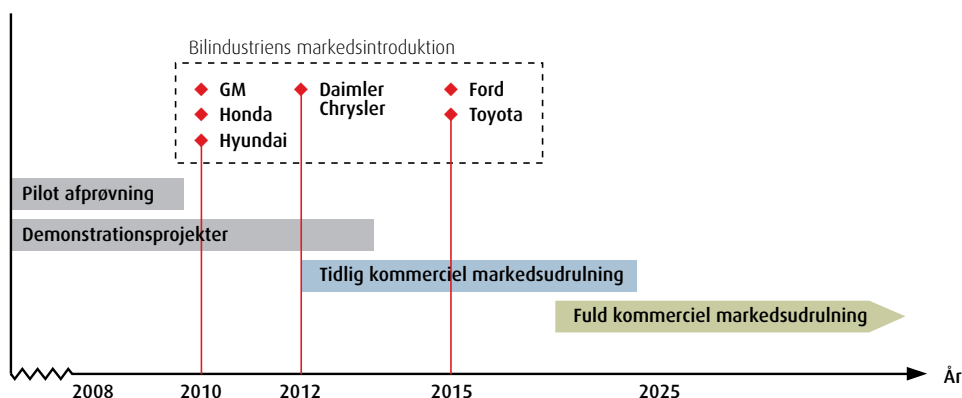 Bilindustriens markedsintroduktion
GM
Honda
Hyundai
Daimler
Chrysler
Ford
Toyota
Pilot afprøvning
Demonstrationsprojekter
Tidlig kommerciel markedsudrulning
Fuld kommerciel markedsudrulning
2008 2010 2012 2015 2025 År